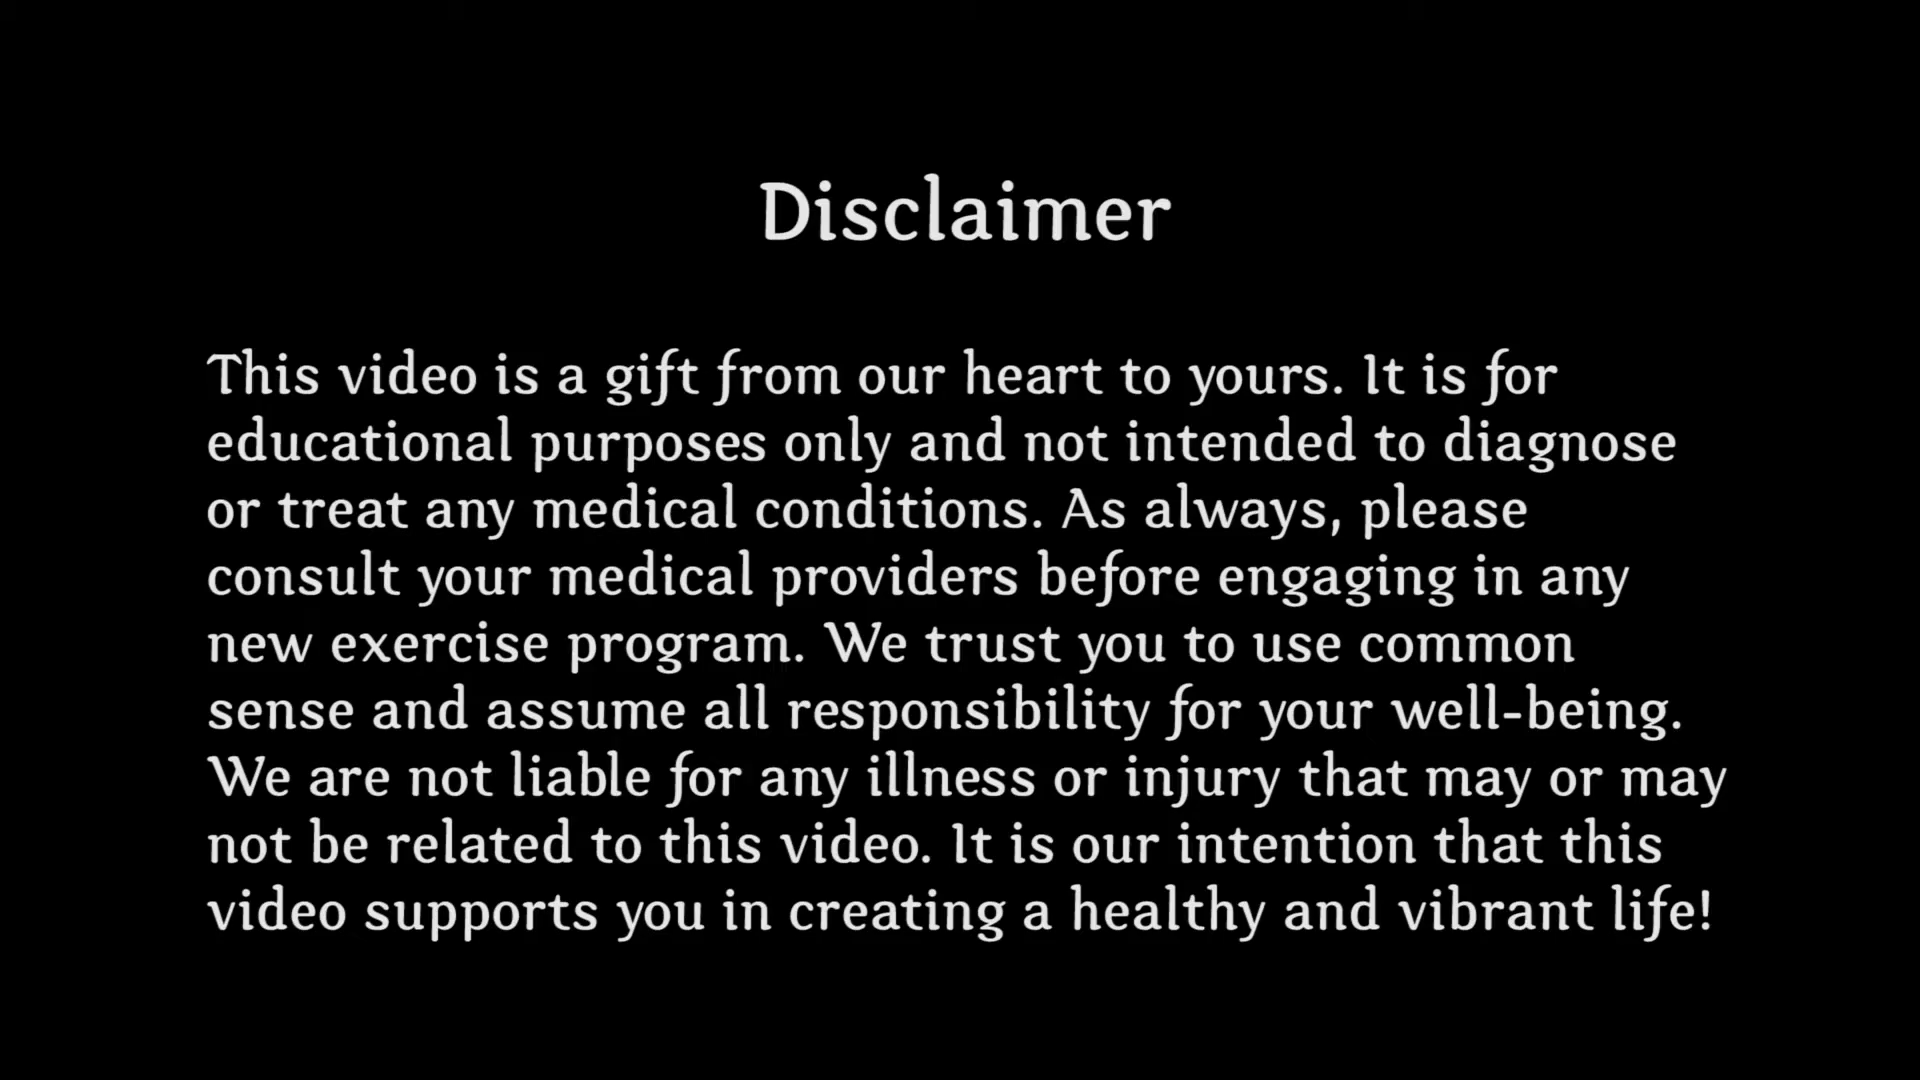 Disclaimer
This video is a gift from our heart to yours. It is for
educational purposes only and not intended to diagnose
or treat any medical conditions. As always, please
consult your medical providers before engaging in any
new exercise program. We trust you to use common
sense and assume all responsibility for your well-being.
We are not liable for any illness or injury that may or may
not be related to this video. It is our intention that this
video supports you in creating a healthy and vibrant life!